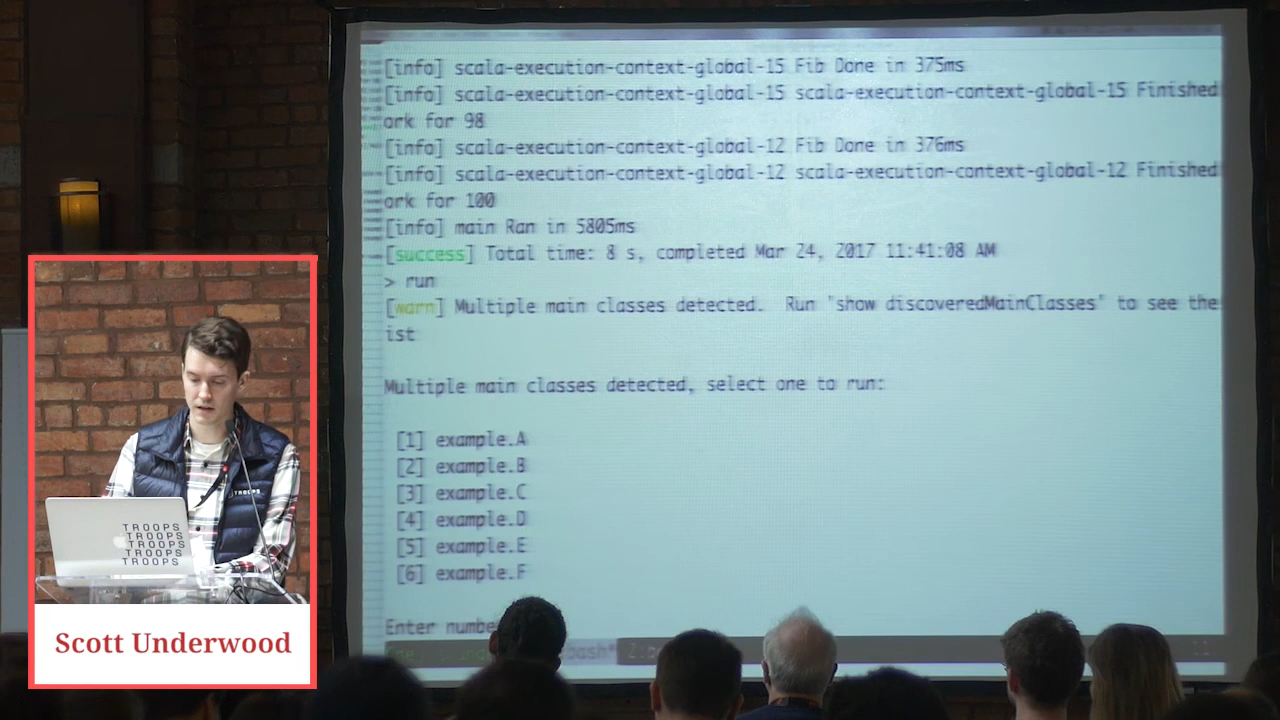 [info] scala-execution-context-global-15 Fib Done in 375ms
[info] scala-execution-context-global-15 scala-execution-context-global-15 Finished
ork for 98
[info] scala-execution-context-global-12 Fib Done in 376ms
[info] scala-execution-context-global-12 scala-execution-context-global-12 Finished
ork for 100
[info] main Ran in 5805ms
[success] Total time: 8 s, completed Mar 24, 2017 11:41:08 AM
> run
[warn] Multiple main classes detected.  Run 'show discoveredMainClasses' to see the
ist
Multiple main classes detected, select one to run:
[1] example.A
[2] example.B
[3] example.C
[4] example.D
[5] example.E
[6] example.F
Enter numbe
TROOPS
TROOPS
TROOPS
TROOPS
TROOPS
TROOPS
Scott Underwood